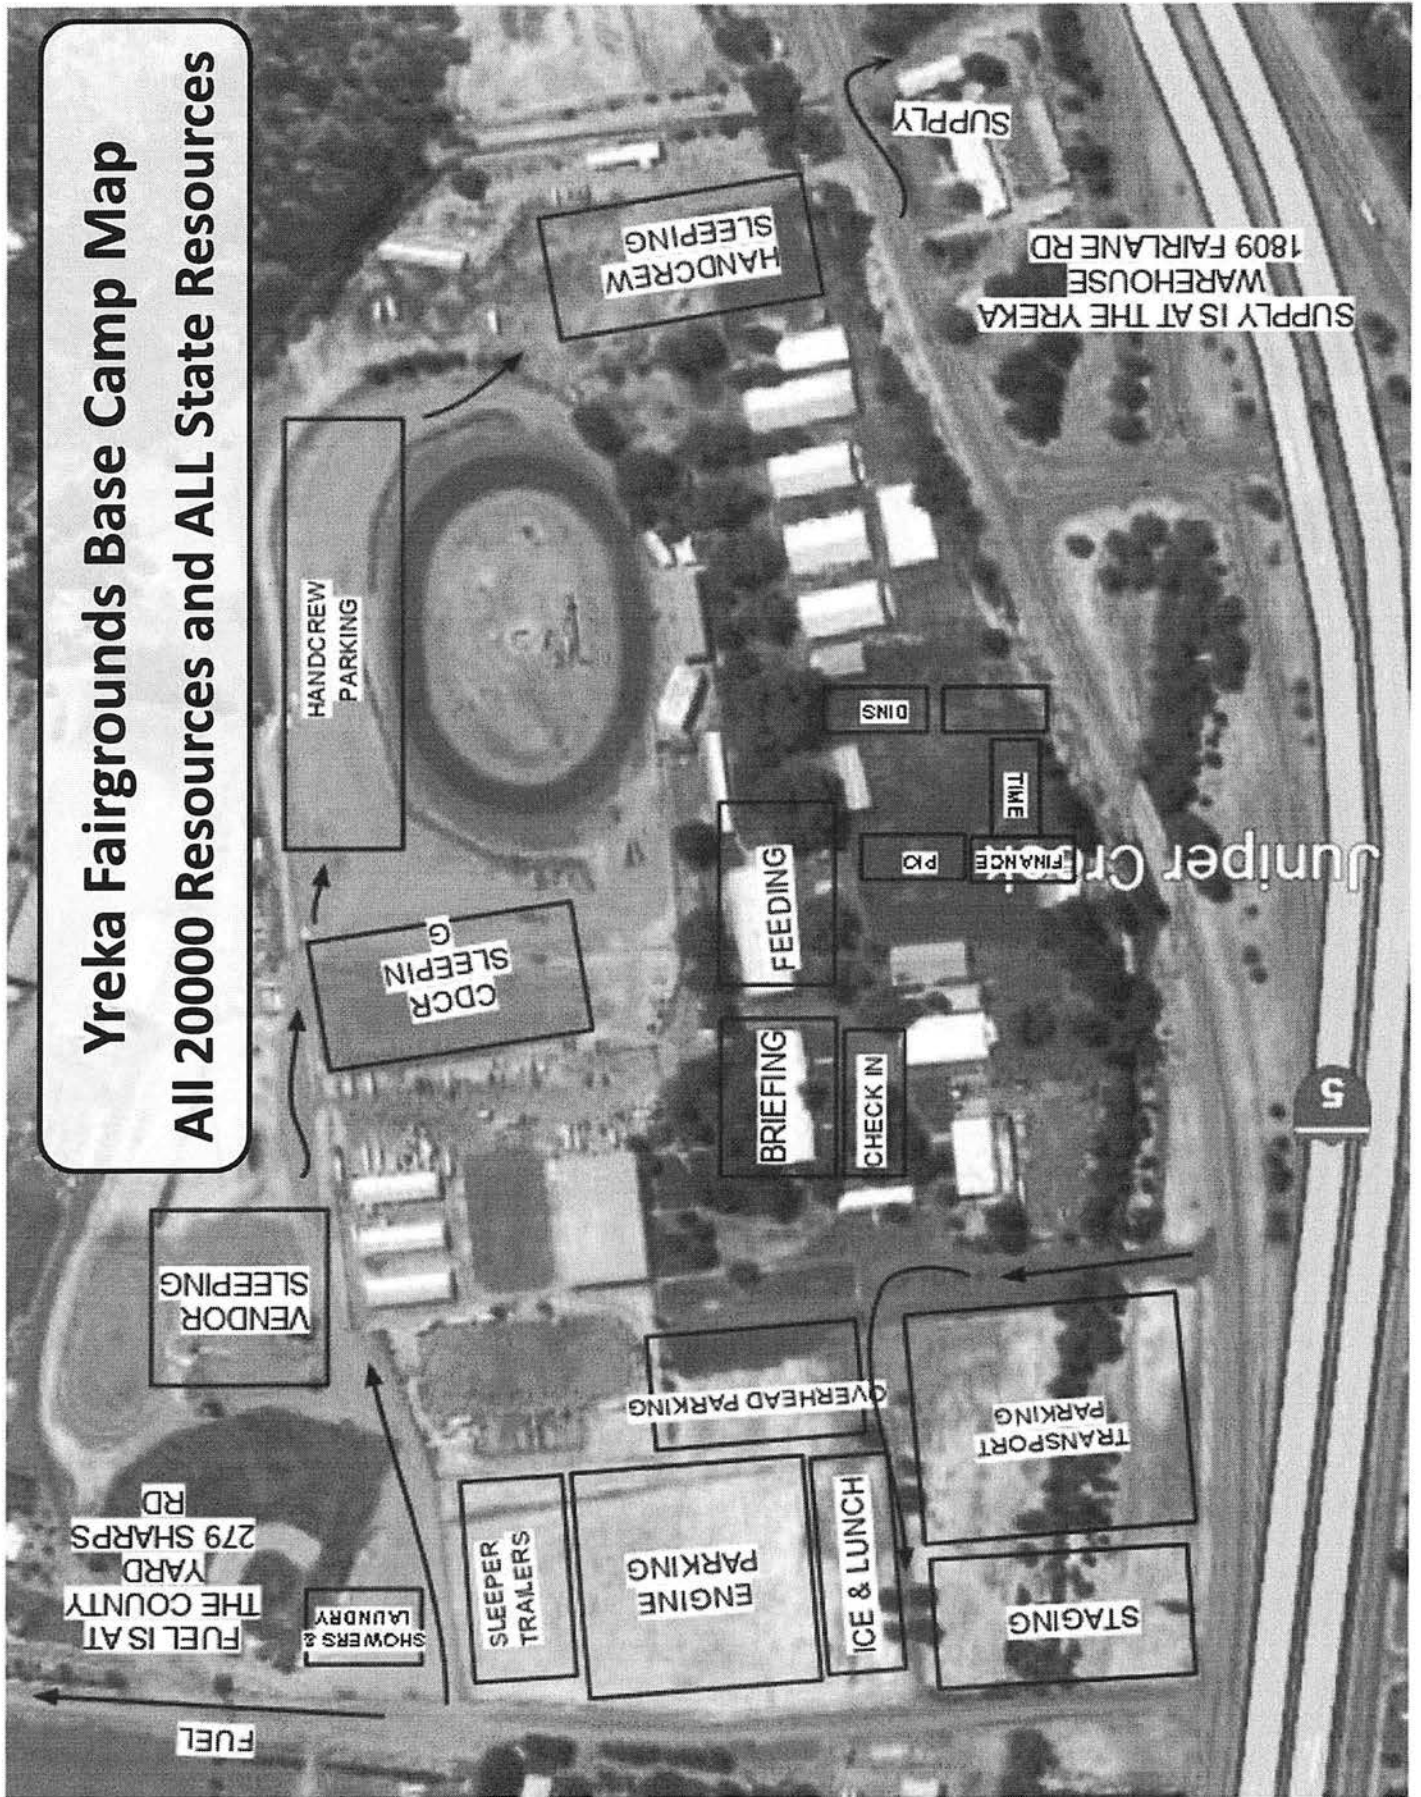 Yreka Fairgrounds Base Camp Map
All 20000 Resources and ALL State Resources
SUPPLY
HANDCREW
SLEEPING
SUPPLY IS AT THE YREKA
WAREHOUSE
1809 FAIRLANE RD
HANDCREW
PARKING
DINS
TIME
PIO
FINANCE
Juniper Creek
FEEDING
CDCR
SLEEPIN
G
BRIEFING
CHECK IN
5
VENDOR
SLEEPING
OVERHEAD PARKING
TRANSPORT
PARKING
FUEL IS AT
THE COUNTY
YARD
279 SHARPS
RD
SHOWERS &
LAUNDRY
SLEEPER
TRAILERS
ENGINE
PARKING
ICE & LUNCH
STAGING
FUEL